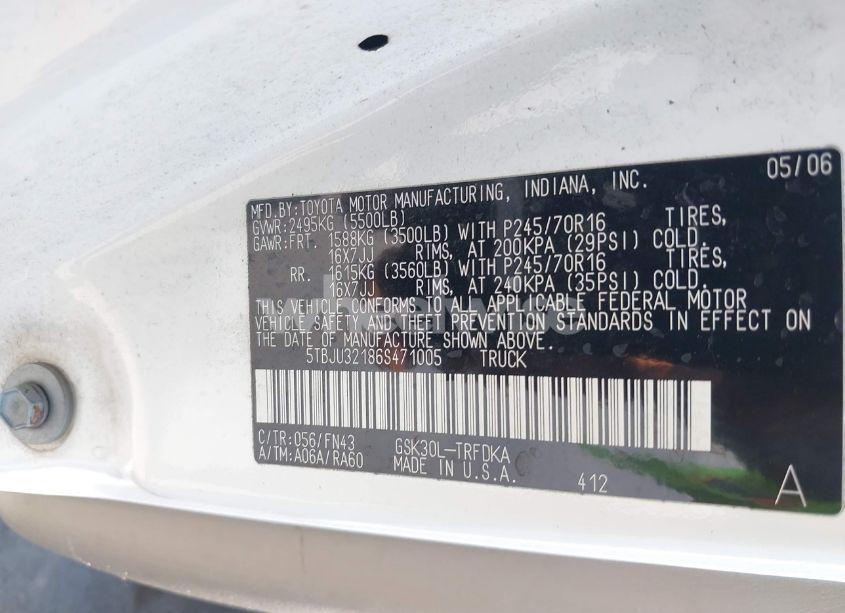 05/06
MFD.BY:TOYOTA MOTOR MANUFACTURING, INDIANA, INC.
GVWR:2495KG (5500LB)
GAWR:FRT. 1588KG (3500LB) WITH P245/70R16 TIRES,
16X7JJ RIMS, AT 200KPA (29PSI) COLD.
RR. 1615KG (3560LB) WITH P245/70R16 TIRES,
16X7JJ RIMS, AT 240KPA (35PSI) COLD.
THIS VEHICLE CONFORMS TO ALL APPLICABLE FEDERAL MOTOR
VEHICLE SAFETY AND THEFT PREVENTION STANDARDS IN EFFECT ON
THE DATE OF MANUFACTURE SHOWN ABOVE.
5TBJU32186S471005 TRUCK
C/TR:056/FN43 GSK30L-TRFDKA
A/TM:A06A/RA60 MADE IN U.S.A.
412
A